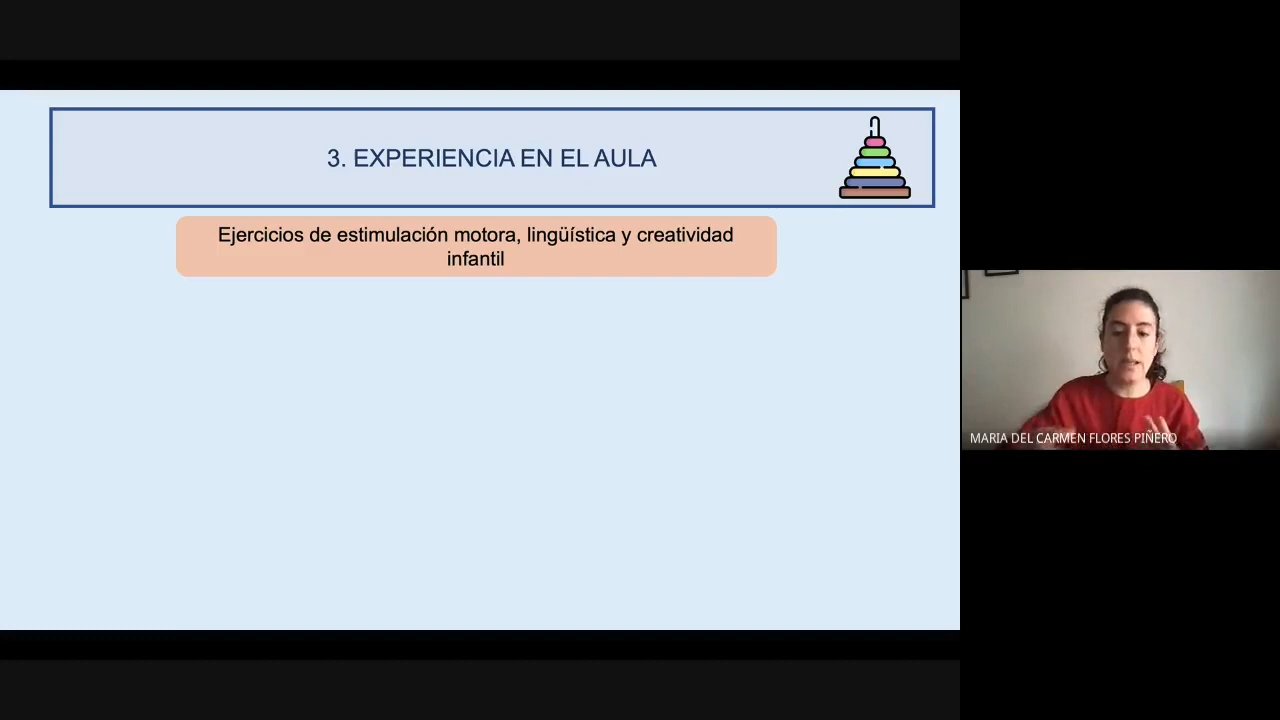 3. EXPERIENCIA EN EL AULA
Ejercicios de estimulación motora, lingüística y creatividad
infantil
MARIA DEL CARMEN FLORES PIÑERO